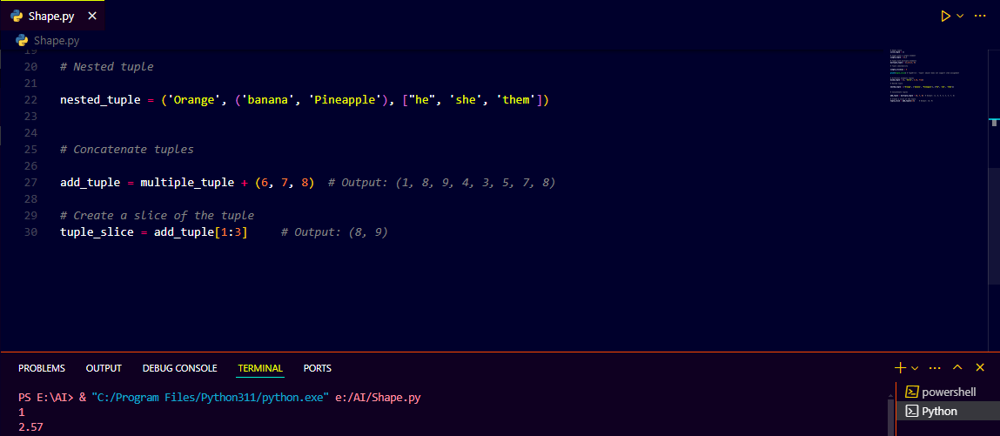 Shape.py
Shape.py
19
20 # Nested tuple
21
22 nested_tuple = ('Orange', ('banana', 'Pineapple'), ["he", 'she', 'them'])
23
24
25 # Concatenate tuples
26
27 add_tuple = multiple_tuple + (6, 7, 8)  # Output: (1, 8, 9, 4, 3, 5, 7, 8)
28
29 # Create a slice of the tuple
30 tuple_slice = add_tuple[1:3]     # Output: (8, 9)
PROBLEMS OUTPUT DEBUG CONSOLE TERMINAL PORTS
PS E:\AI> & "C:/Program Files/Python311/python.exe" e:/AI/Shape.py
1
2.57
powershell
Python